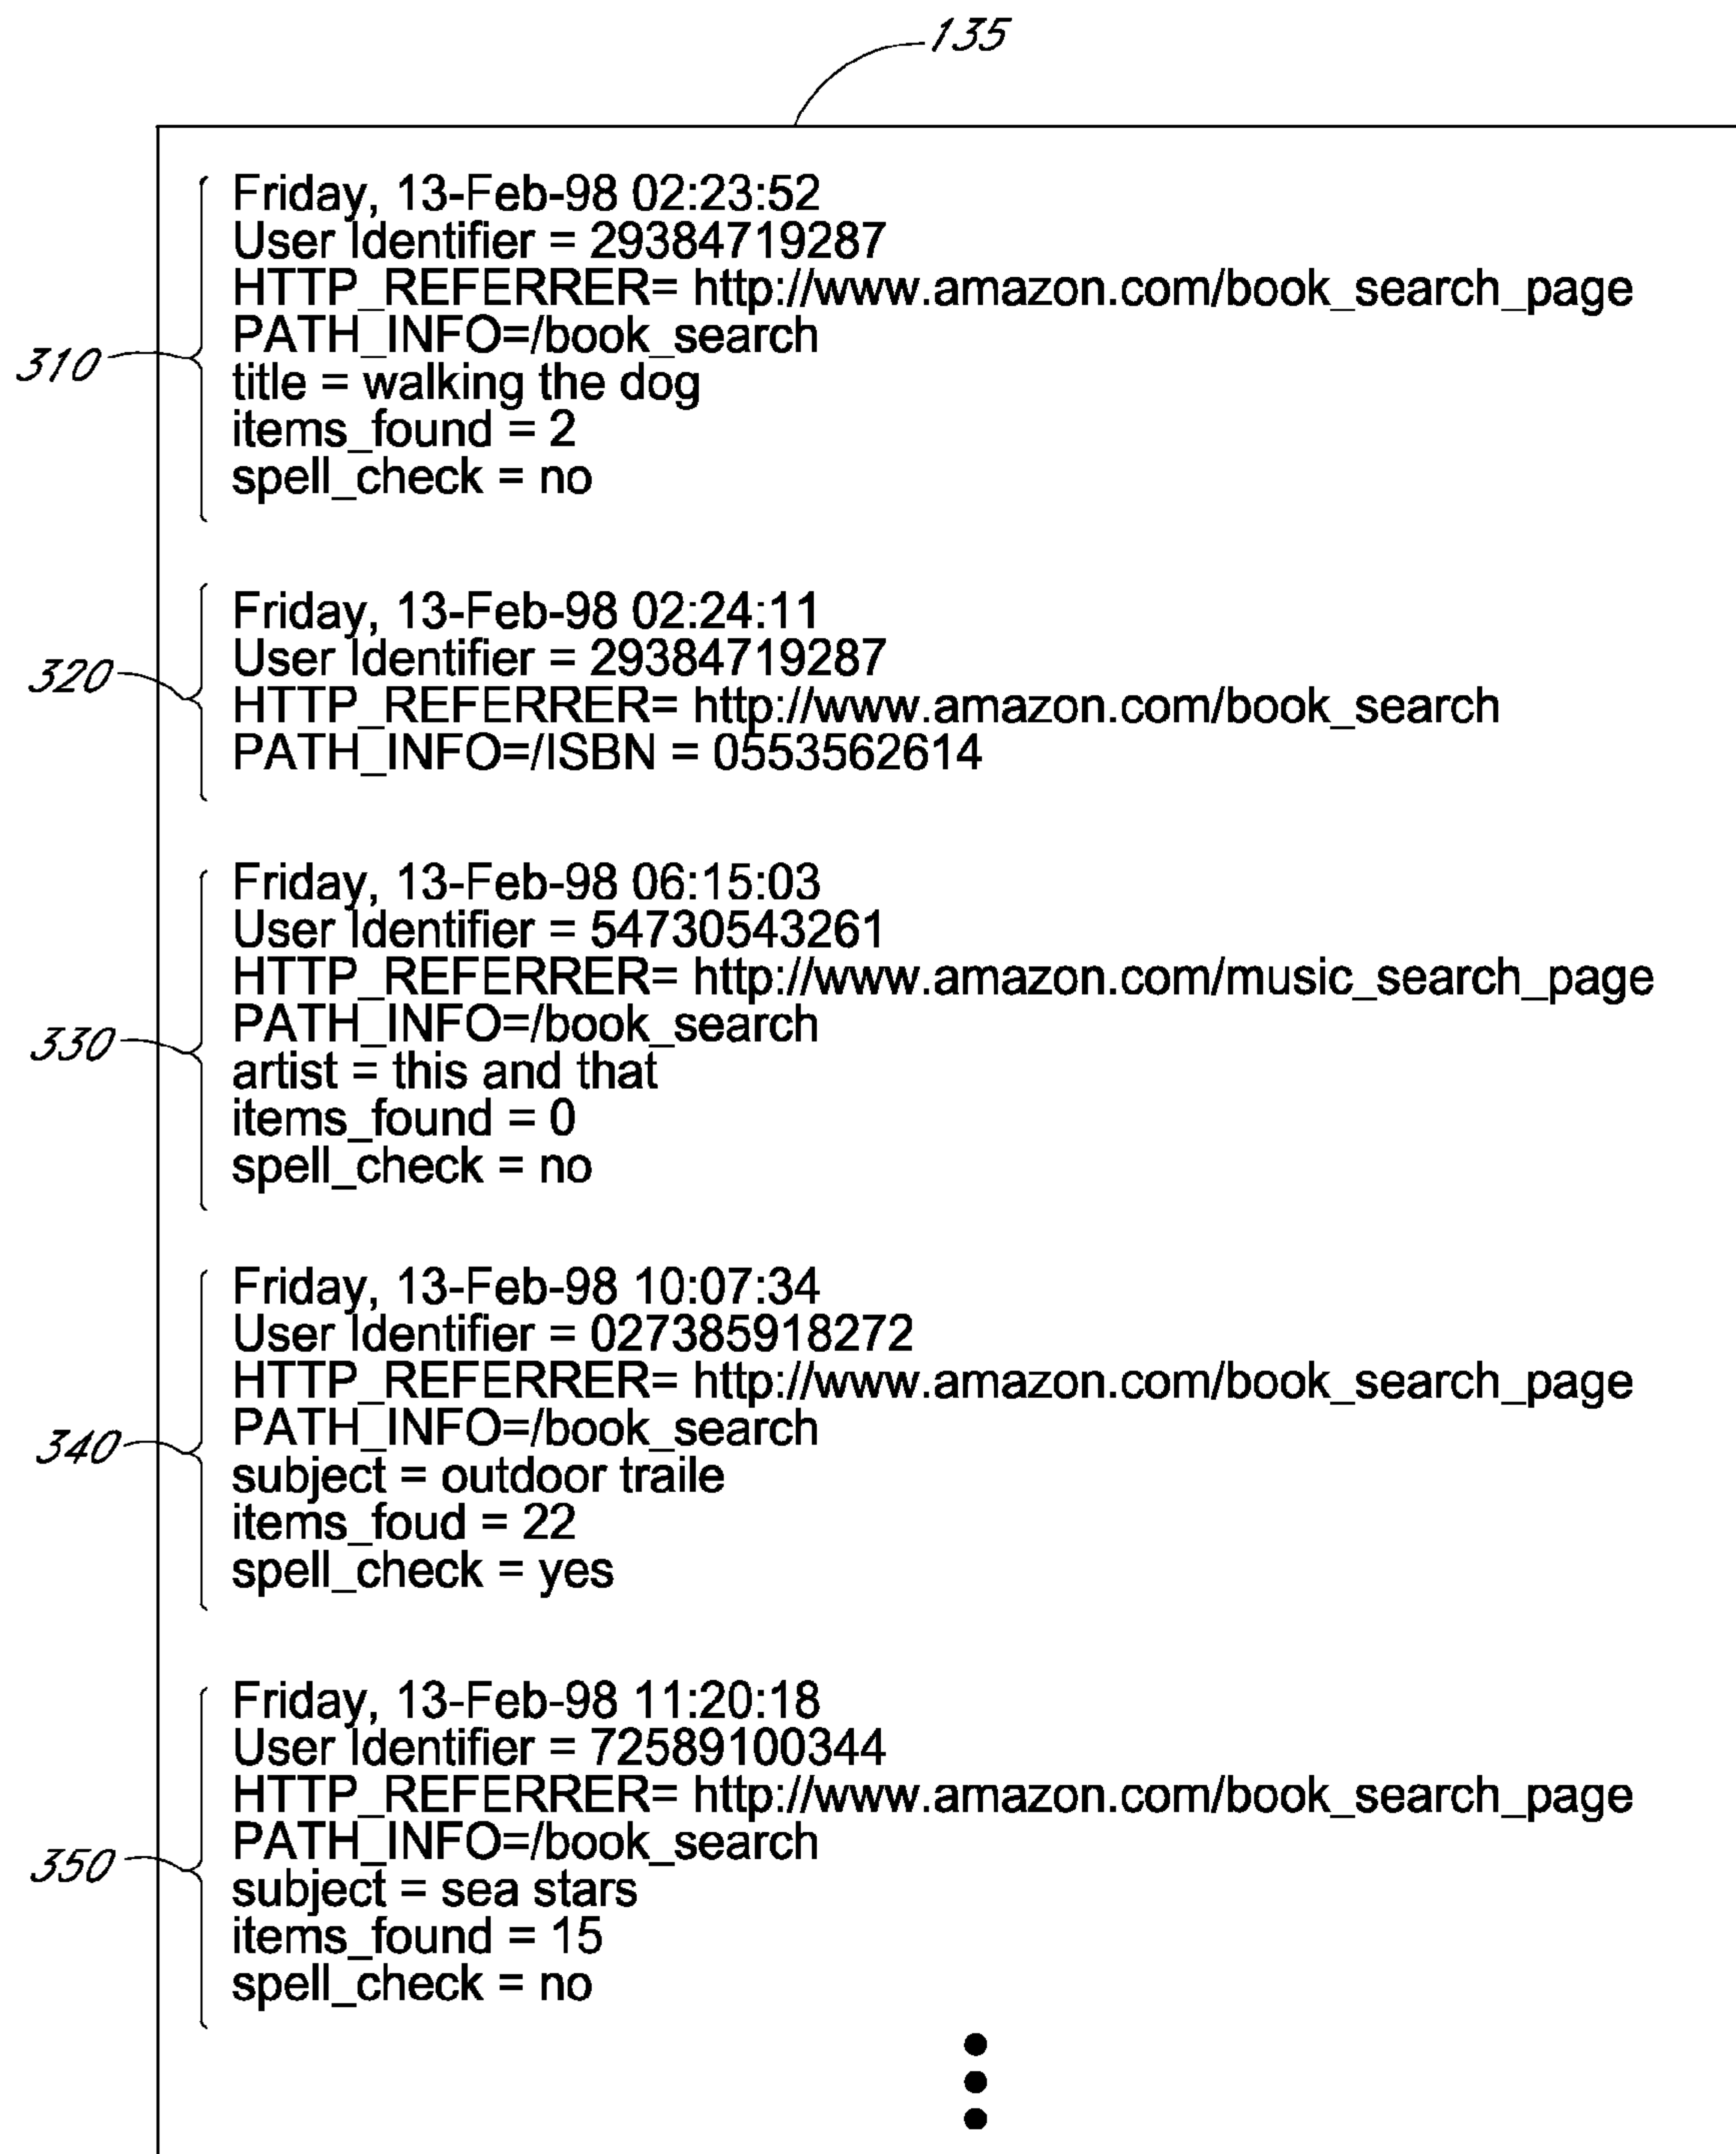 135
310
Friday, 13-Feb-98 02:23:52
User Identifier = 29384719287
HTTP_REFERRER= http://www.amazon.com/book_search_page
PATH_INFO=/book_search
title = walking the dog
items_found = 2
spell_check = no
320
Friday, 13-Feb-98 02:24:11
User Identifier = 29384719287
HTTP_REFERRER= http://www.amazon.com/book_search
PATH_INFO=/ISBN = 0553562614
330
Friday, 13-Feb-98 06:15:03
User Identifier = 54730543261
HTTP_REFERRER= http://www.amazon.com/music_search_page
PATH_INFO=/book_search
artist = this and that
items_found = 0
spell_check = no
340
Friday, 13-Feb-98 10:07:34
User Identifier = 027385918272
HTTP_REFERRER= http://www.amazon.com/book_search_page
PATH_INFO=/book_search
subject = outdoor traile
items_foud = 22
spell_check = yes
350
Friday, 13-Feb-98 11:20:18
User Identifier = 72589100344
HTTP_REFERRER= http://www.amazon.com/book_search_page
PATH_INFO=/book_search
subject = sea stars
items_found = 15
spell_check = no